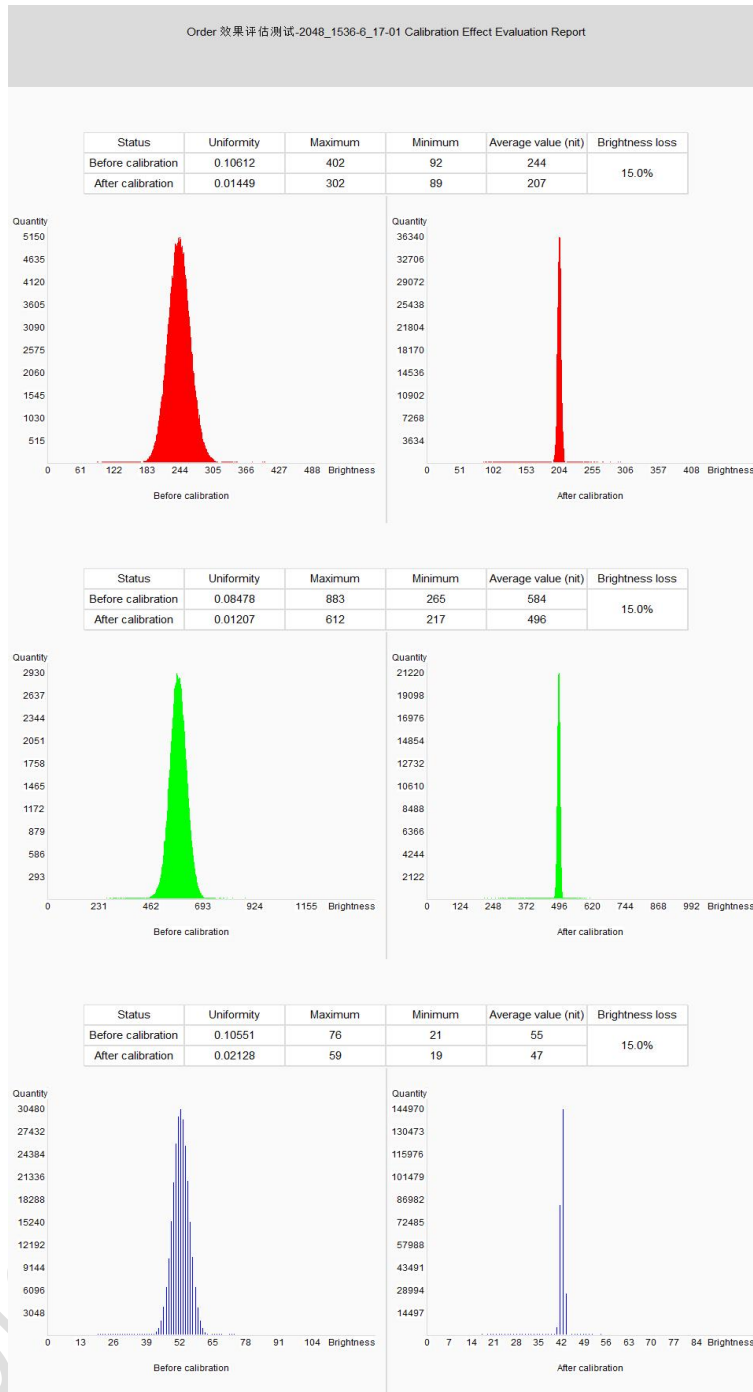 Order 效果评估测试-2048_1536-6_17-01 Calibration Effect Evaluation Report
Status Uniformity Maximum Minimum Average value (nit) Brightness loss
Before calibration 0.10612 402 92 244 15.0%
After calibration 0.01449 302 89 207
Quantity
5150
4635
4120
3605
3090
2575
2060
1545
1030
515
0 61 122 183 244 305 366 427 488 Brightness
Before calibration
Quantity
36340
32706
29072
25438
21804
18170
14536
10902
7268
3634
0 51 102 153 204 255 306 357 408 Brightness
After calibration
Status Uniformity Maximum Minimum Average value (nit) Brightness loss
Before calibration 0.08478 883 265 584 15.0%
After calibration 0.01207 612 217 496
Quantity
2930
2637
2344
2051
1758
1465
1172
879
586
293
0 231 462 693 924 1155 Brightness
Before calibration
Quantity
21220
19098
16976
14854
12732
10610
8488
6366
4244
2122
0 124 248 372 496 620 744 868 992 Brightness
After calibration
Status Uniformity Maximum Minimum Average value (nit) Brightness loss
Before calibration 0.10551 76 21 55 15.0%
After calibration 0.02128 59 19 47
Quantity
30480
27432
24384
21336
18288
15240
12192
9144
6096
3048
0 13 26 39 52 65 78 91 104 Brightness
Before calibration
Quantity
144970
130473
115976
101479
86982
72485
57988
43491
28994
14497
0 7 14 21 28 35 42 49 56 63 70 77 84 Brightness
After calibration